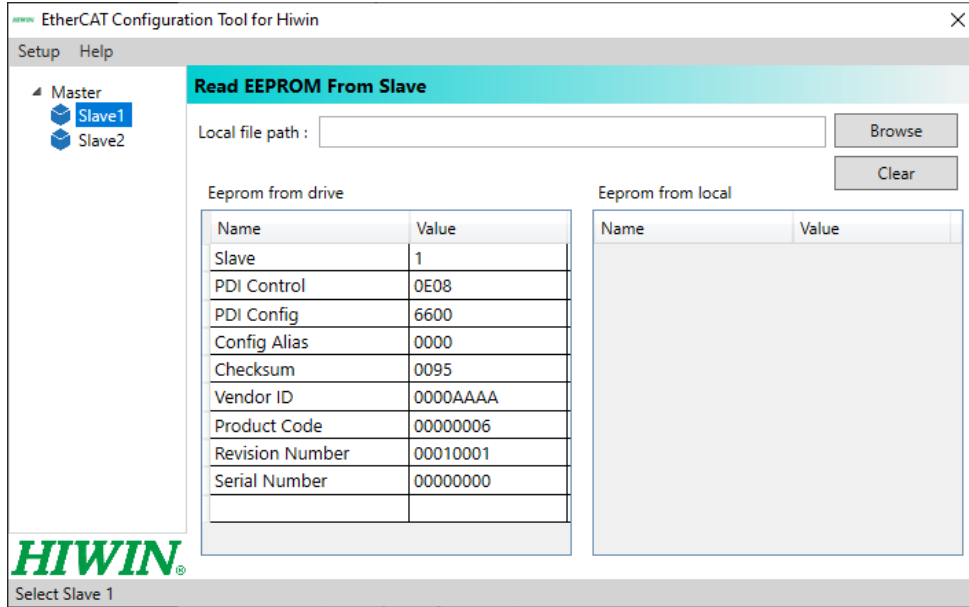 HIWIN EtherCAT Configuration Tool for Hiwin
Setup Help
Master
Slave1
Slave2
Read EEPROM From Slave
Local file path :
Browse
Clear
Eeprom from drive
Name Value
Slave 1
PDI Control 0E08
PDI Config 6600
Config Alias 0000
Checksum 0095
Vendor ID 0000AAAA
Product Code 00000006
Revision Number 00010001
Serial Number 00000000
Eeprom from local
Name Value
HIWIN®
Select Slave 1